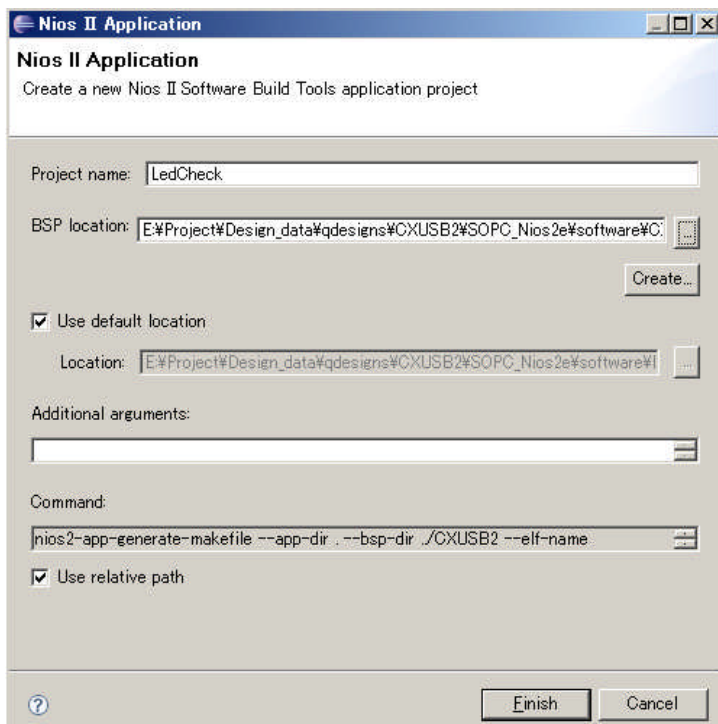 Nios II Application
Nios II Application
Create a new Nios II Software Build Tools application project
Project name: LedCheck
BSP location: E:¥Project¥Design_data¥qdesigns¥CXUSB2¥SOPC_Nios2e¥software¥C
...
Create...
Use default location
Location: E:¥Project¥Design_data¥qdesigns¥CXUSB2¥SOPC_Nios2e¥software¥
...
Additional arguments:
Command:
nios2-app-generate-makefile --app-dir . --bsp-dir ./CXUSB2 --elf-name
Use relative path
? Finish Cancel